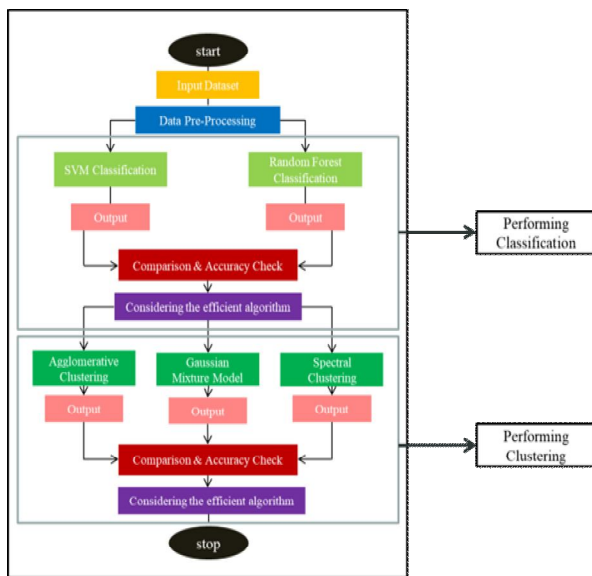 start
Input Dataset
Data Pre-Processing
SVM Classification
Random Forest
Classification
Output
Output
Comparison & Accuracy Check
Considering the efficient algorithm
Performing
Classification
Agglomerative
Clustering
Gaussian
Mixture Model
Spectral
Clustering
Output
Output
Output
Comparison & Accuracy Check
Considering the efficient algorithm
Performing
Clustering
stop